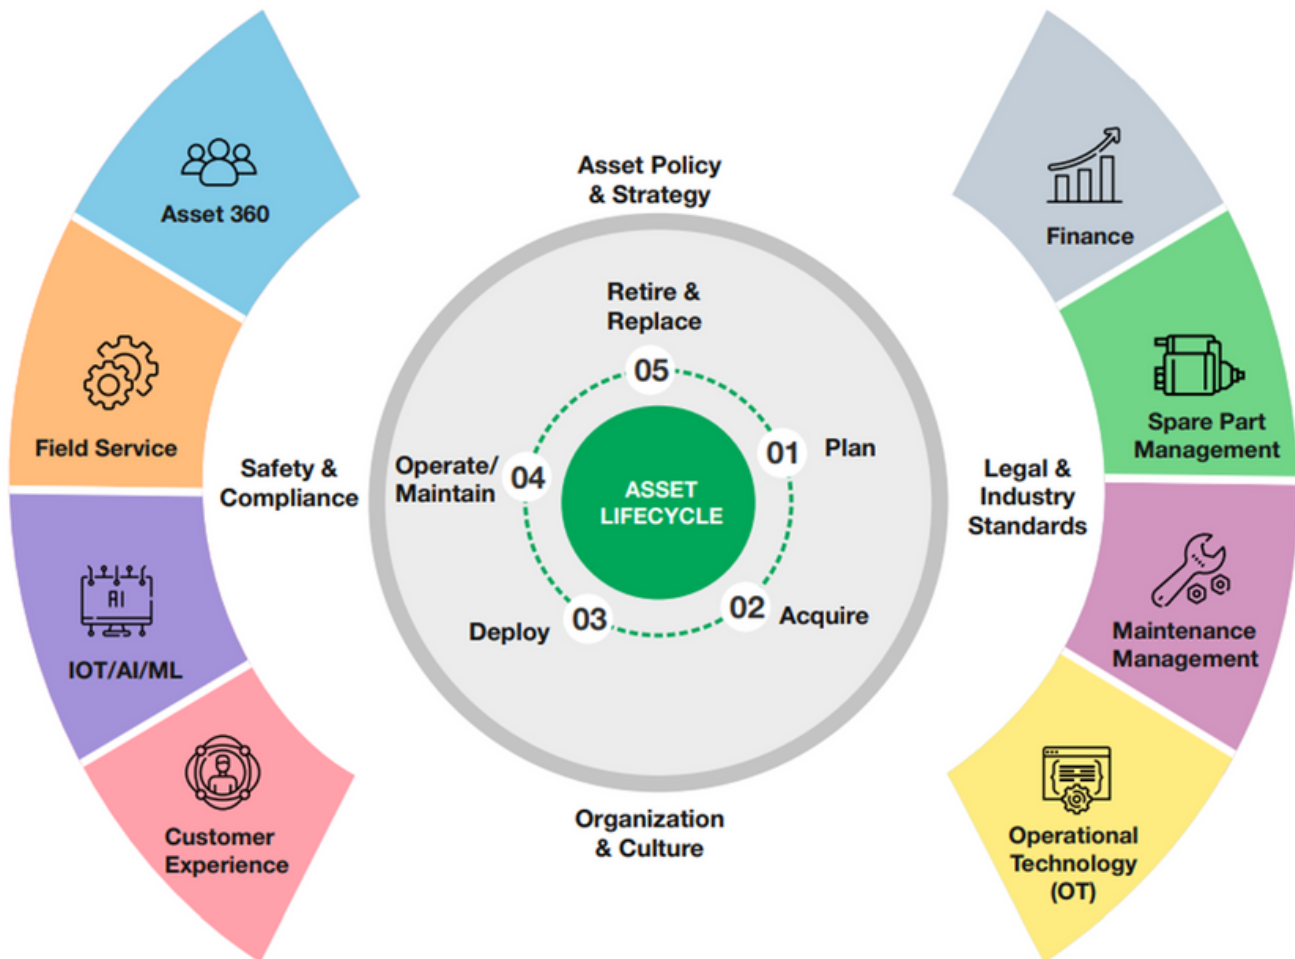 Asset 360
Field Service
IOT/AI/ML
AI
Customer
Experience
Safety &
Compliance
Asset Policy
& Strategy
Retire &
Replace
05
01
Plan
02
Acquire
03
Deploy
04
Operate/
Maintain
ASSET
LIFECYCLE
Organization
& Culture
Legal &
Industry
Standards
Finance
Spare Part
Management
Maintenance
Management
Operational
Technology
(OT)